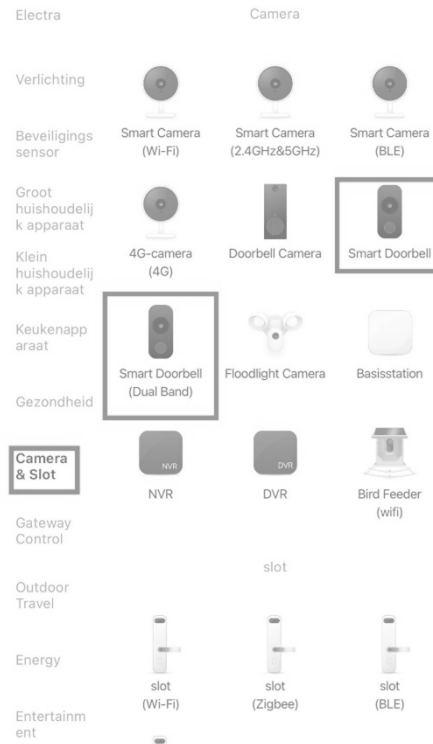 Electra
Verlichting
Beveiligings
sensor
Groot
huishoudelij
k apparaat
Klein
huishoudelij
k apparaat
Keukenapp
araat
Gezondheid
Camera
& Slot
Gateway
Control
Outdoor
Travel
Energy
Entertainm
ent
Camera
Smart Camera
(Wi-Fi)
Smart Camera
(2.4GHz&5GHz)
Smart Camera
(BLE)
4G-camera
(4G)
Doorbell Camera
Smart Doorbell
Smart Doorbell
(Dual Band)
Floodlight Camera
Basisstation
NVR
NVR
DVR
DVR
Bird Feeder
(wifi)
slot
slot
(Wi-Fi)
slot
(Zigbee)
slot
(BLE)